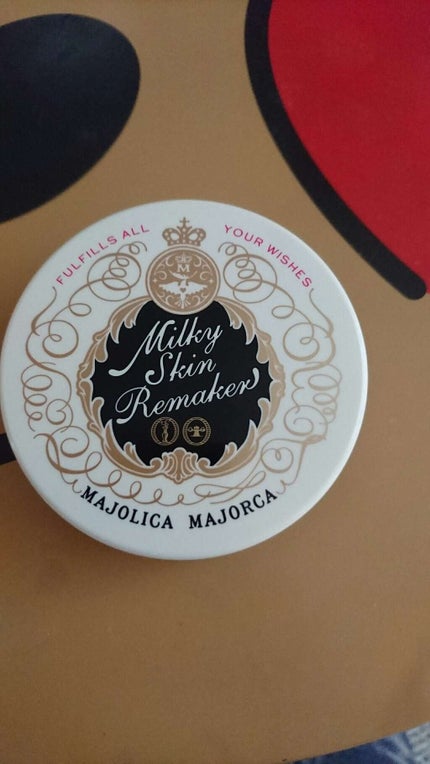 FULFILLS ALL YOUR WISHES
M
Milky
Skin
Remaker
MAJOLICA MAJORCA